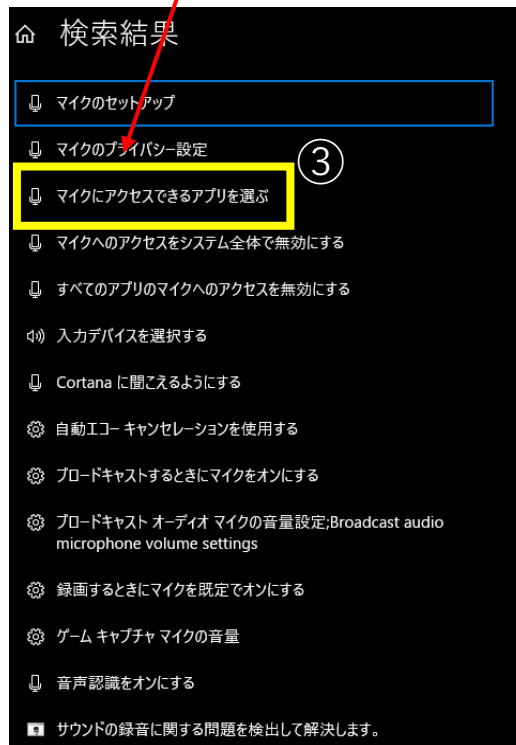 検索結果
マイクのセットアップ
マイクのプライバシー設定
③
マイクにアクセスできるアプリを選ぶ
マイクへのアクセスをシステム全体で無効にする
すべてのアプリのマイクへのアクセスを無効にする
入力デバイスを選択する
Cortana に聞こえるようにする
自動エコー キャンセレーションを使用する
ブロードキャストするときにマイクをオンにする
ブロードキャスト オーディオ マイクの音量設定;Broadcast audio
microphone volume settings
録画するときにマイクを既定でオンにする
ゲーム キャプチャ マイクの音量
音声認識をオンにする
サウンドの録音に関する問題を検出して解決します。